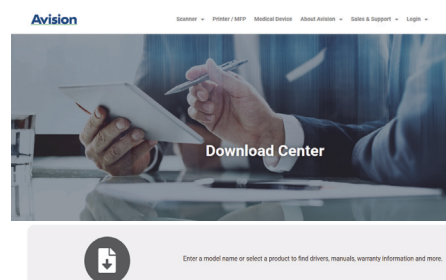 Avision
Scanner Printer / MFP Medical Device About Avision Sales & Support Login
Download Center
Enter a model name or select a product to find drivers, manuals, warranty information and more.